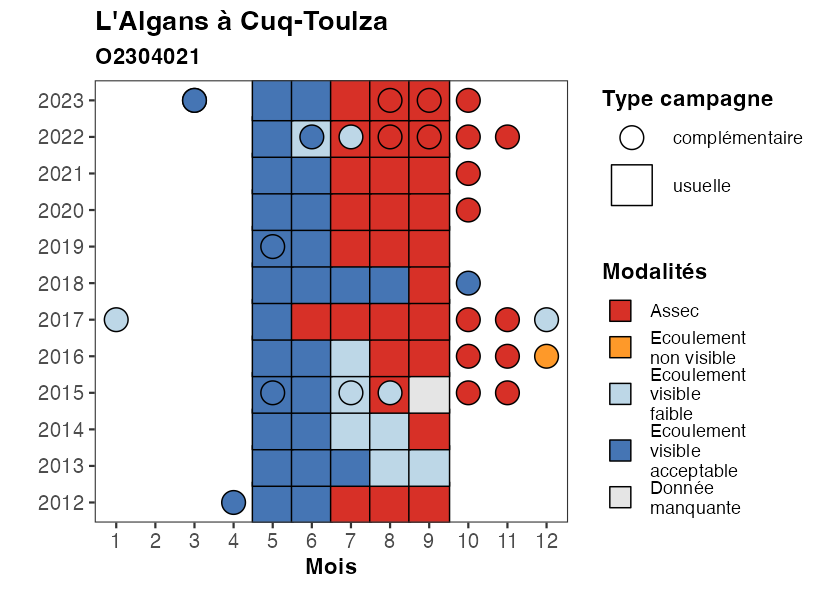 L'Algans à Cuq-Toulza
O2304021
2023
2022
2021
2020
2019
2018
2017
2016
2015
2014
2013
2012
1 2 3 4 5 6 7 8 9 10 11 12
Mois
Type campagne
complémentaire
usuelle
Modalités
Assec
Ecoulement
non visible
Ecoulement
visible
faible
Ecoulement
visible
acceptable
Donnée
manquante